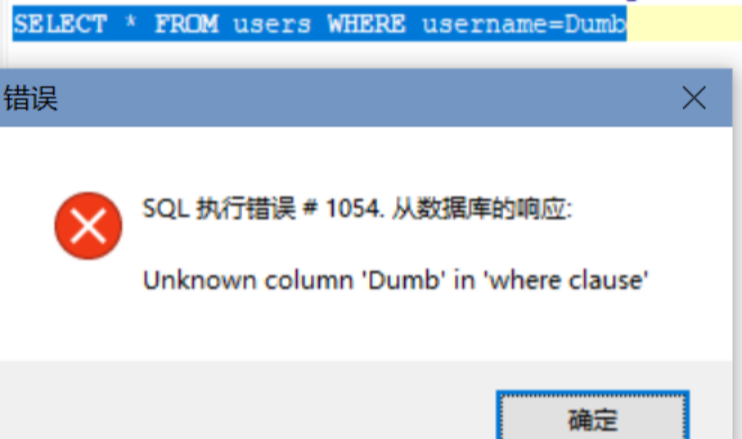 SELECT * FROM users WHERE username=Dumb
错误
SQL 执行错误 # 1054. 从数据库的响应:
Unknown column 'Dumb' in 'where clause'
确定